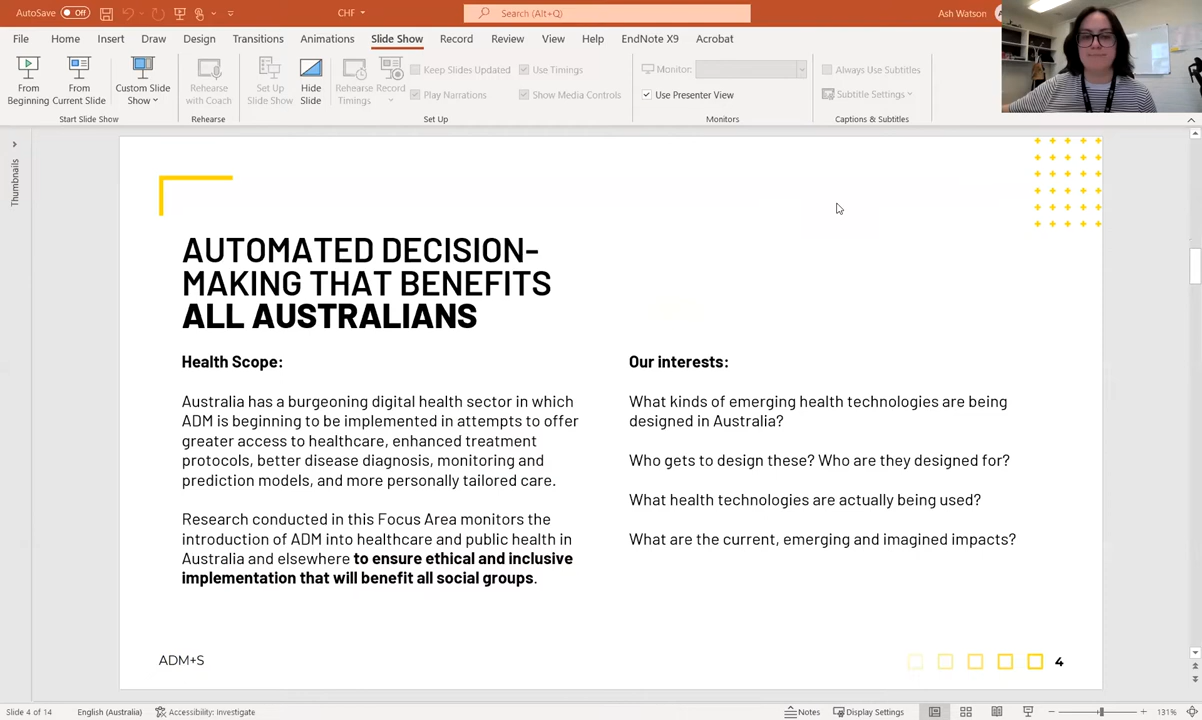 AutoSave Off
CHF
Search (Alt+Q)
Ash Watson
File Home Insert Draw Design Transitions Animations Slide Show Record Review View Help EndNote X9 Acrobat
From Beginning
From Current Slide
Custom Slide Show
Rehearse with Coach
Set Up Slide Show
Hide Slide
Rehearse Timings
Record
Keep Slides Updated
Play Narrations
Use Timings
Show Media Controls
Monitor:
Use Presenter View
Always Use Subtitles
Subtitle Settings
Start Slide Show
Rehearse
Set Up
Monitors
Captions & Subtitles
Thumbnails
AUTOMATED DECISION-
MAKING THAT BENEFITS
ALL AUSTRALIANS
Health Scope:
Australia has a burgeoning digital health sector in which
ADM is beginning to be implemented in attempts to offer
greater access to healthcare, enhanced treatment
protocols, better disease diagnosis, monitoring and
prediction models, and more personally tailored care.
Research conducted in this Focus Area monitors the
introduction of ADM into healthcare and public health in
Australia and elsewhere to ensure ethical and inclusive
implementation that will benefit all social groups.
Our interests:
What kinds of emerging health technologies are being
designed in Australia?
Who gets to design these? Who are they designed for?
What health technologies are actually being used?
What are the current, emerging and imagined impacts?
ADM+S
4
Slide 4 of 14
English (Australia)
Accessibility: Investigate
Notes
Display Settings
131%